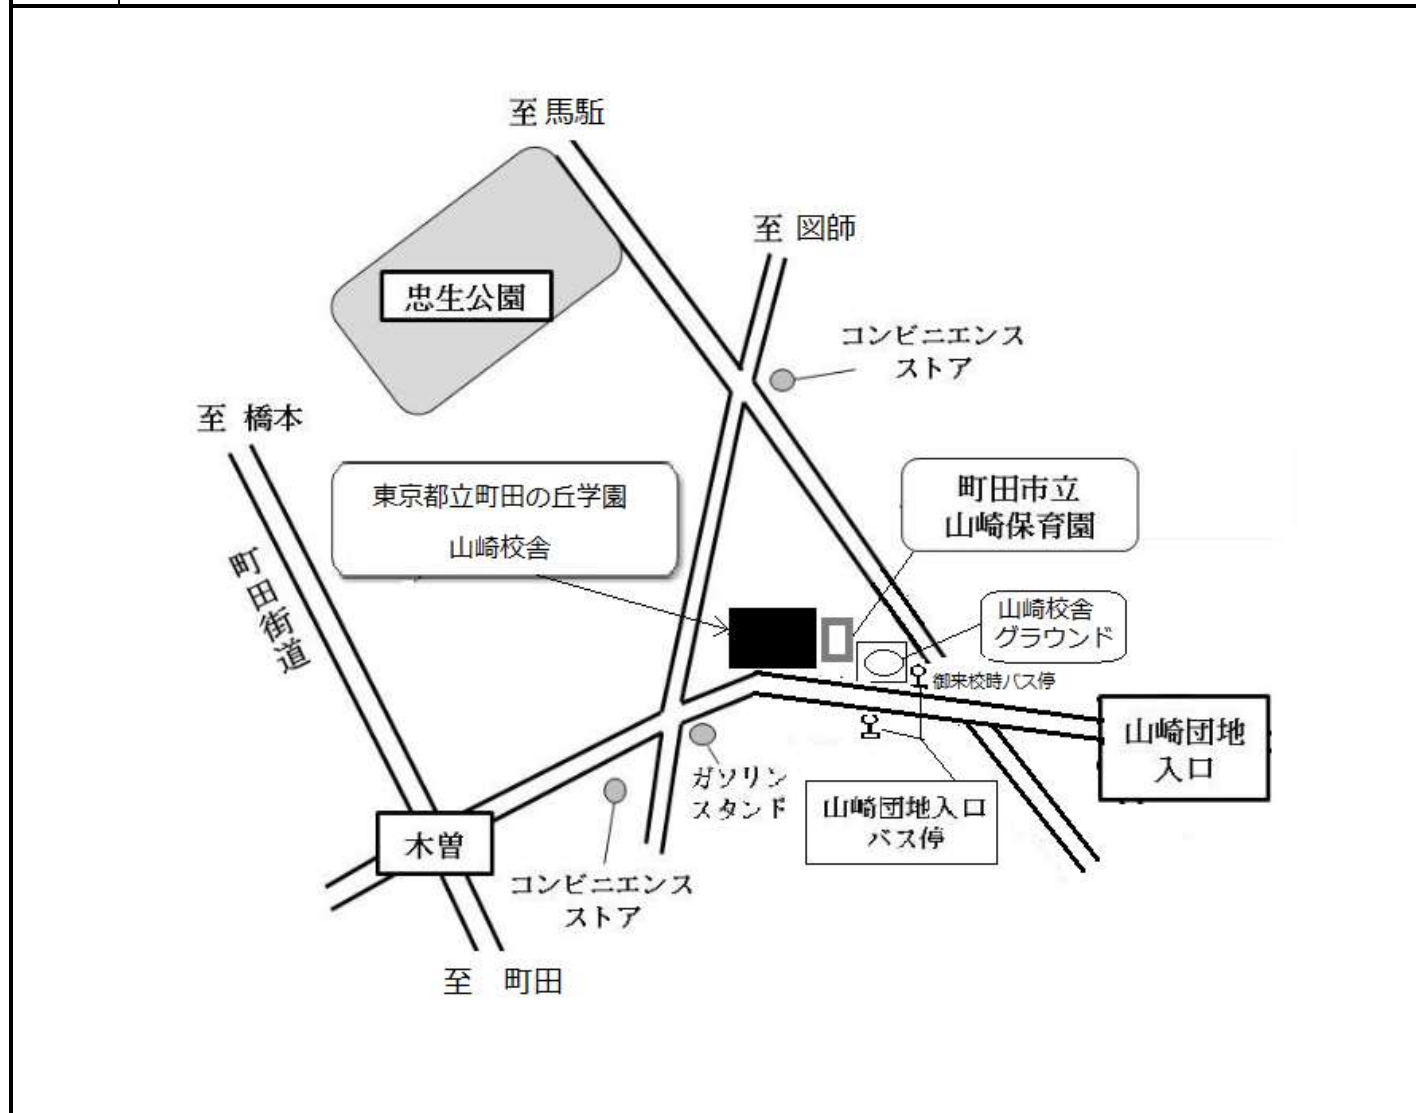 至 馬駈
至 図師
忠生公園
コンビニエンス
ストア
至 橋本
東京都立町田の丘学園
山崎校舎
町田市立
山崎保育園
町田街道
山崎校舎
グラウンド
御来校時バス停
山崎団地
入口
ガソリン
スタンド
山崎団地入口
バス停
木曽
コンビニエンス
ストア
至 町田